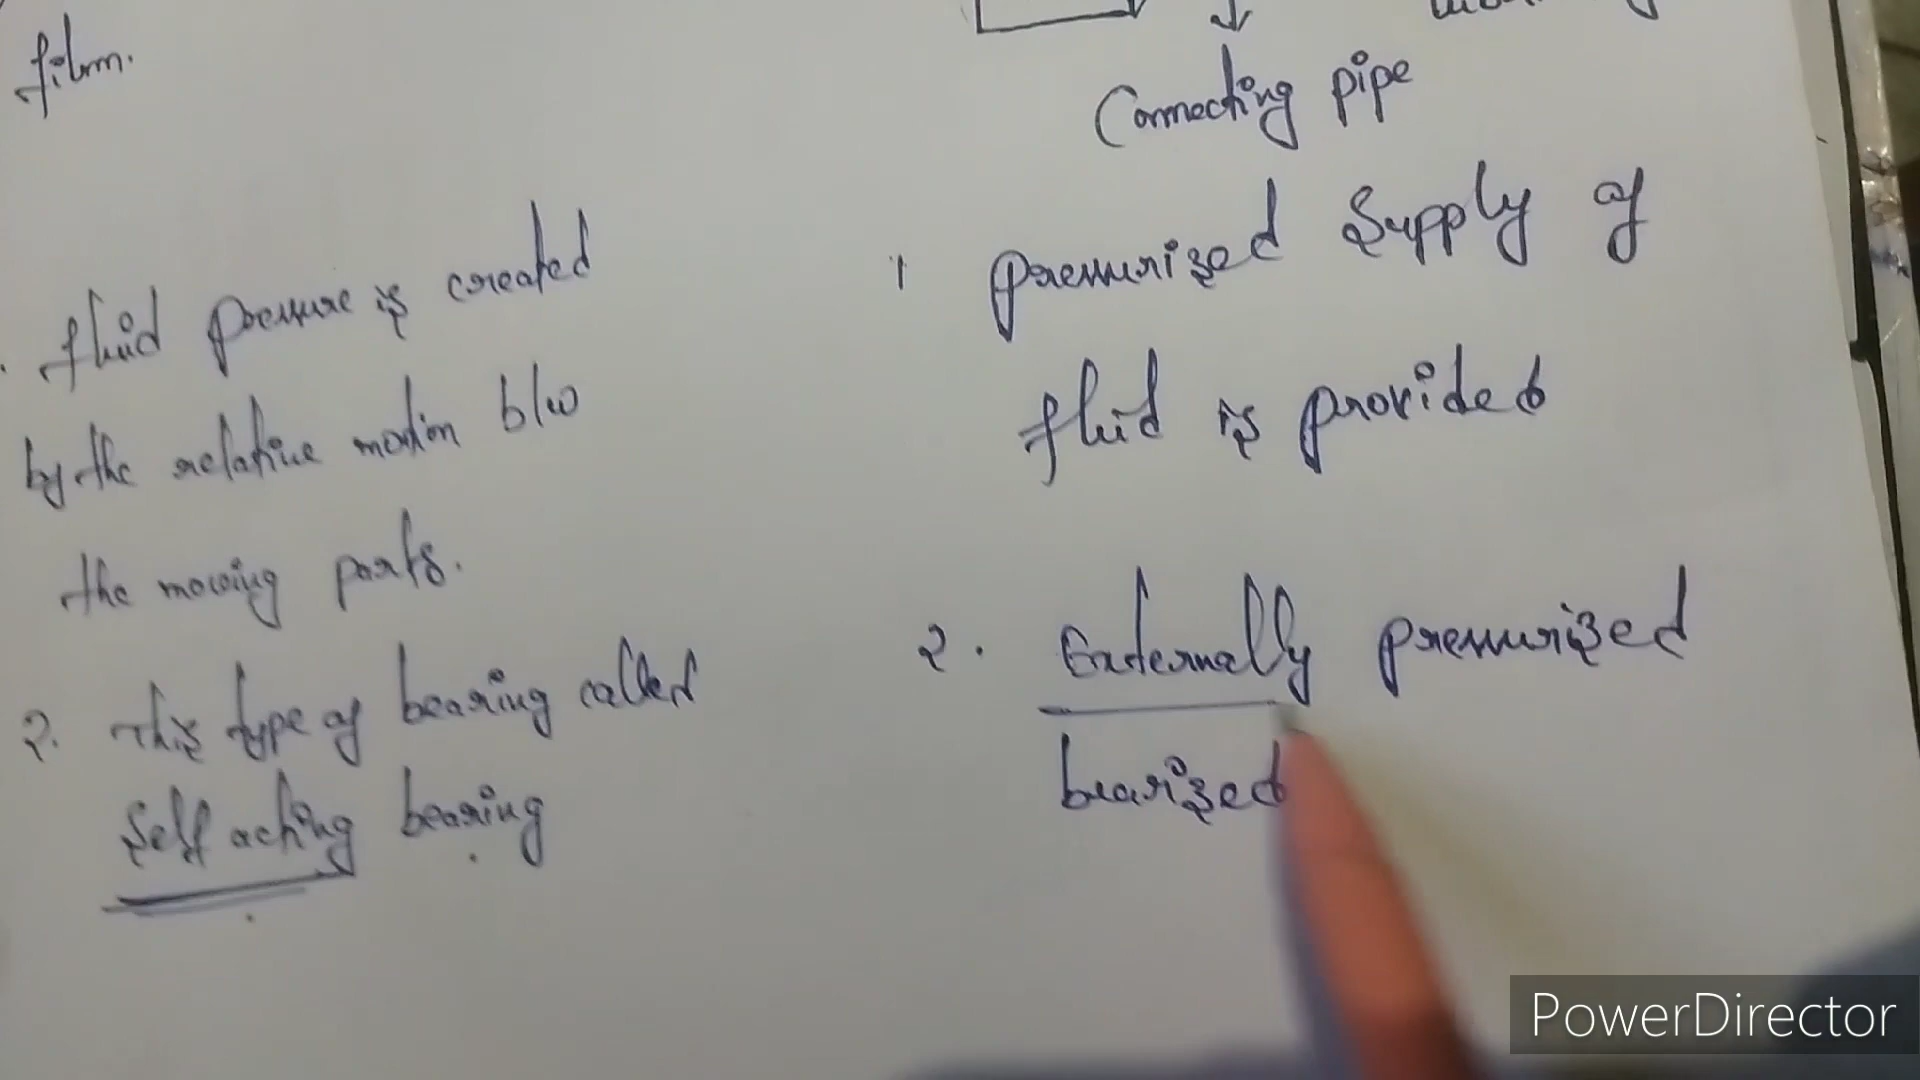 film.
fluid pressure is created
by the relative motion b/w
the moving parts.
2. This type of bearing called
Self acting bearing
Connecting pipe
1 pressurized supply of
fluid is provided
2. Externally pressurized
bearized
PowerDirector